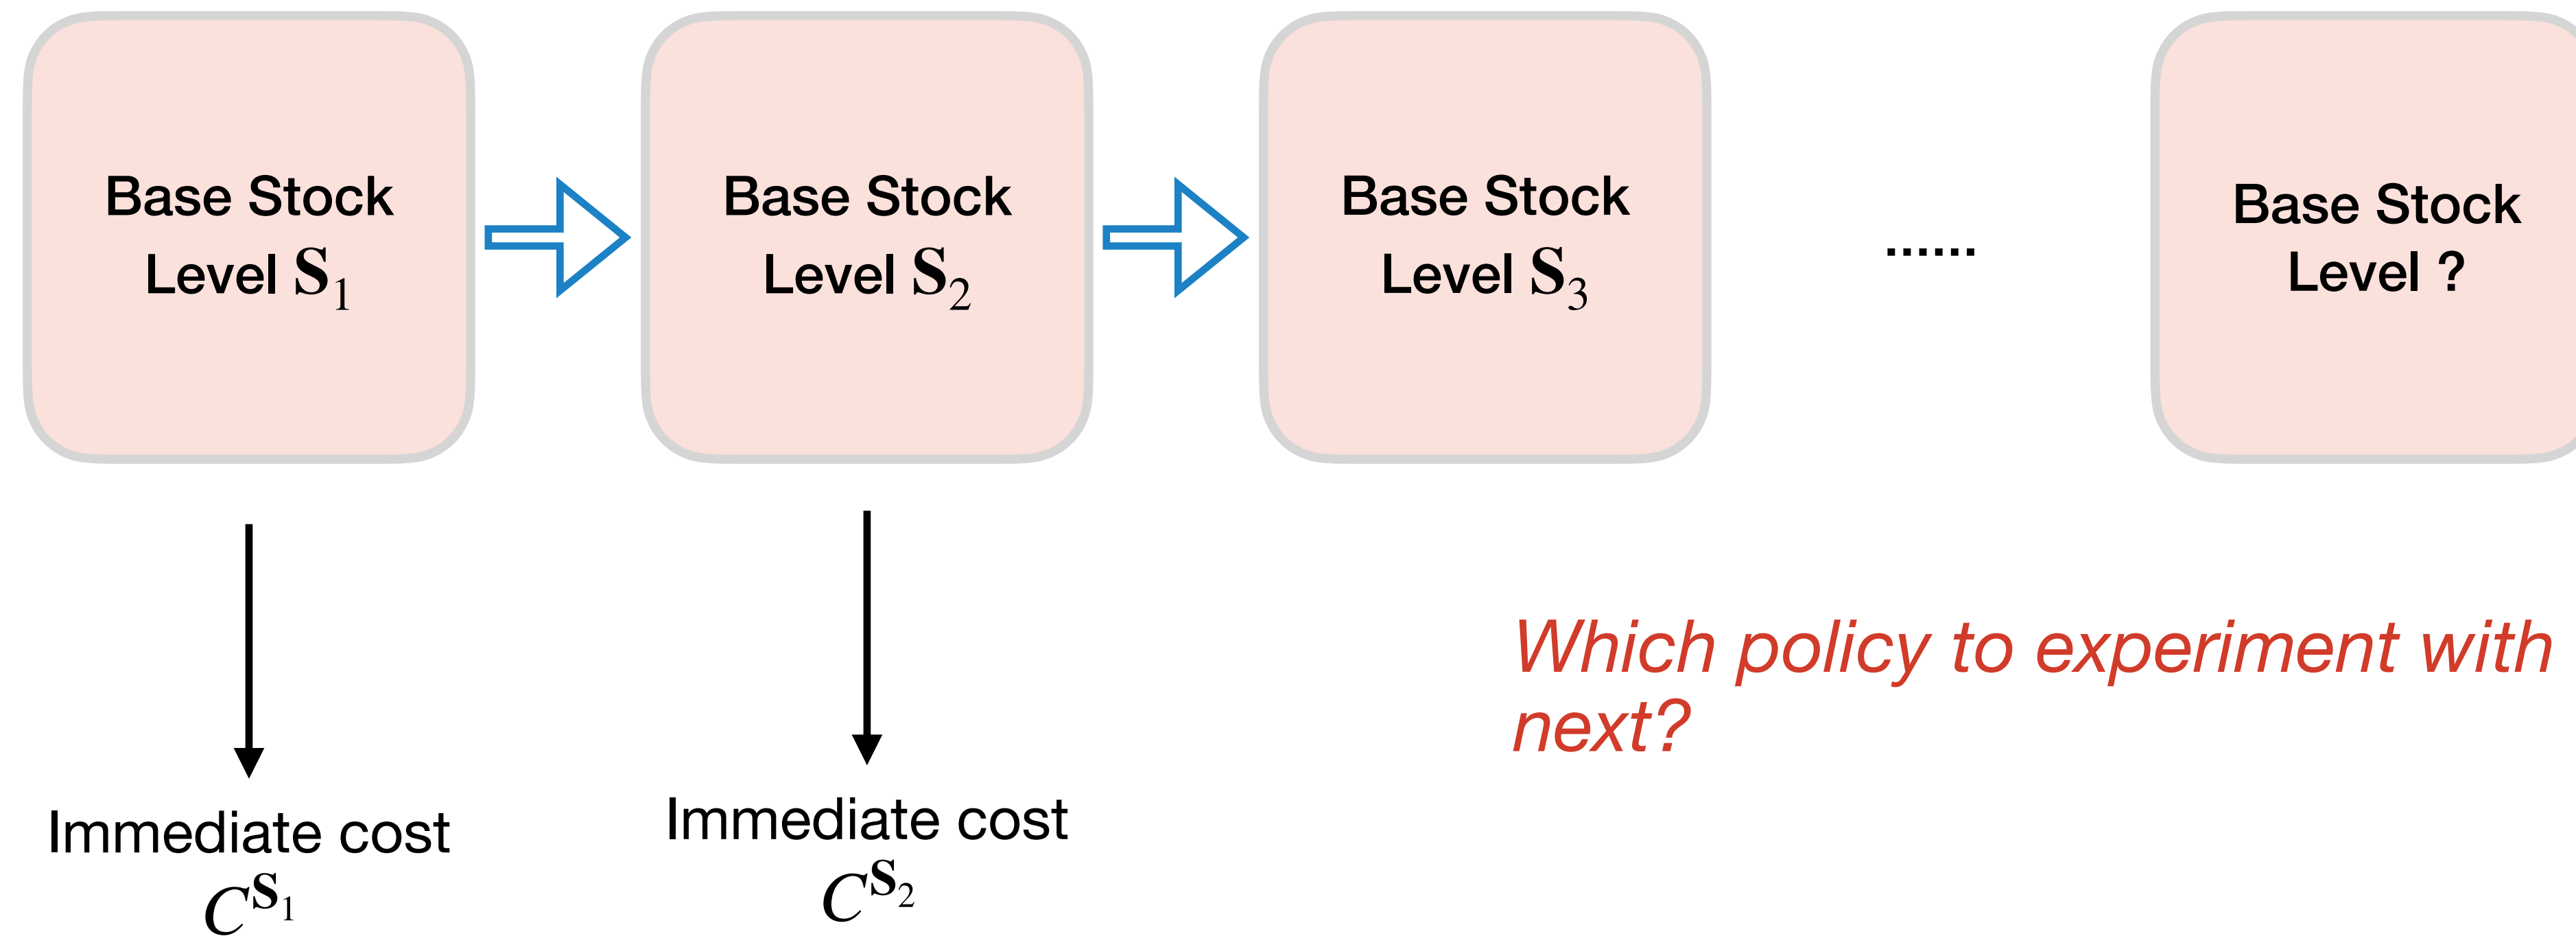 Base Stock
Level S₁
Base Stock
Level S₂
Base Stock
Level S₃
......
Base Stock
Level ?
Immediate cost
C^{S₁}
Immediate cost
C^{S₂}
Which policy to experiment with
next?